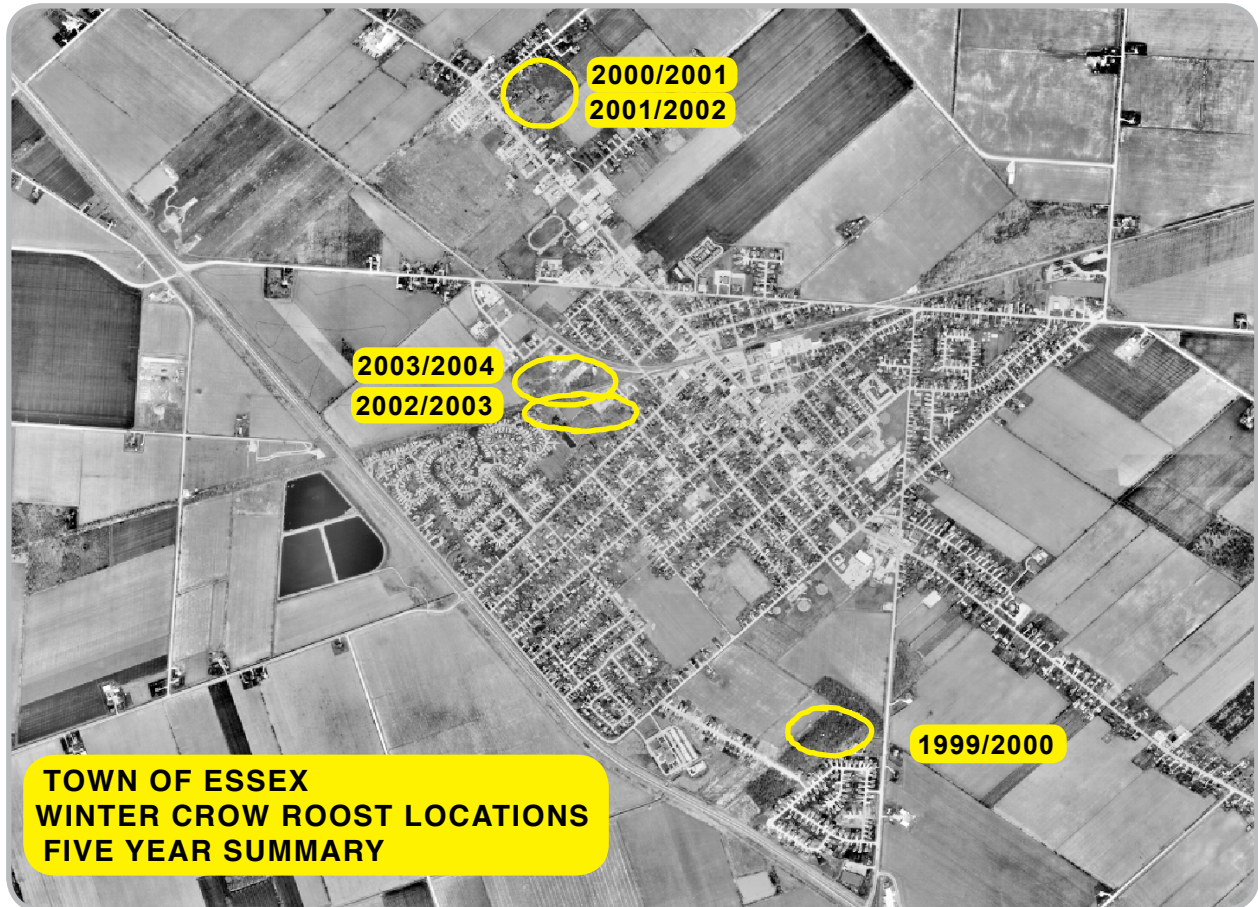 2000/2001
2001/2002
2003/2004
2002/2003
1999/2000
TOWN OF ESSEX
WINTER CROW ROOST LOCATIONS
FIVE YEAR SUMMARY